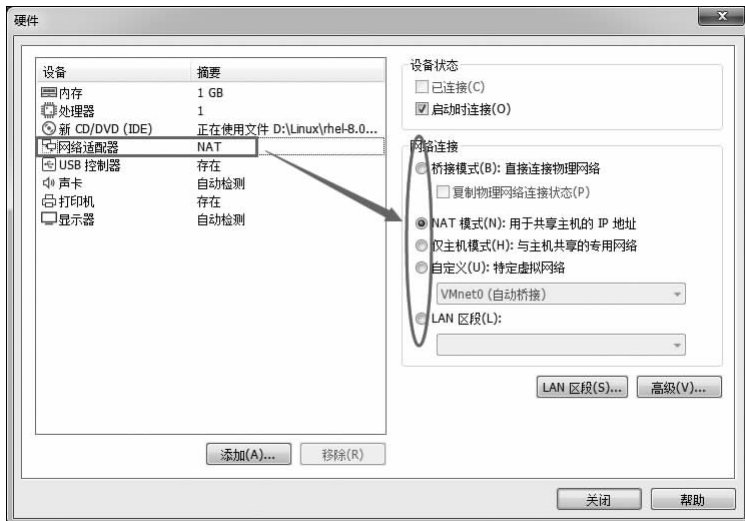 硬件
设备 摘要
内存 1 GB
处理器 1
新 CD/DVD (IDE) 正在使用文件 D:\Linux\rhel-8.0...
网络适配器 NAT
USB 控制器 存在
声卡 自动检测
打印机 存在
显示器 自动检测
添加(A)... 移除(R)
设备状态
已连接(C)
启动时连接(O)
网络连接
桥接模式(B): 直接连接物理网络
复制物理网络连接状态(P)
NAT 模式(N): 用于共享主机的 IP 地址
仅主机模式(H): 与主机共享的专用网络
自定义(U): 特定虚拟网络
VMnet0 (自动桥接)
LAN 区段(L):
LAN 区段(S)... 高级(V)...
关闭 帮助